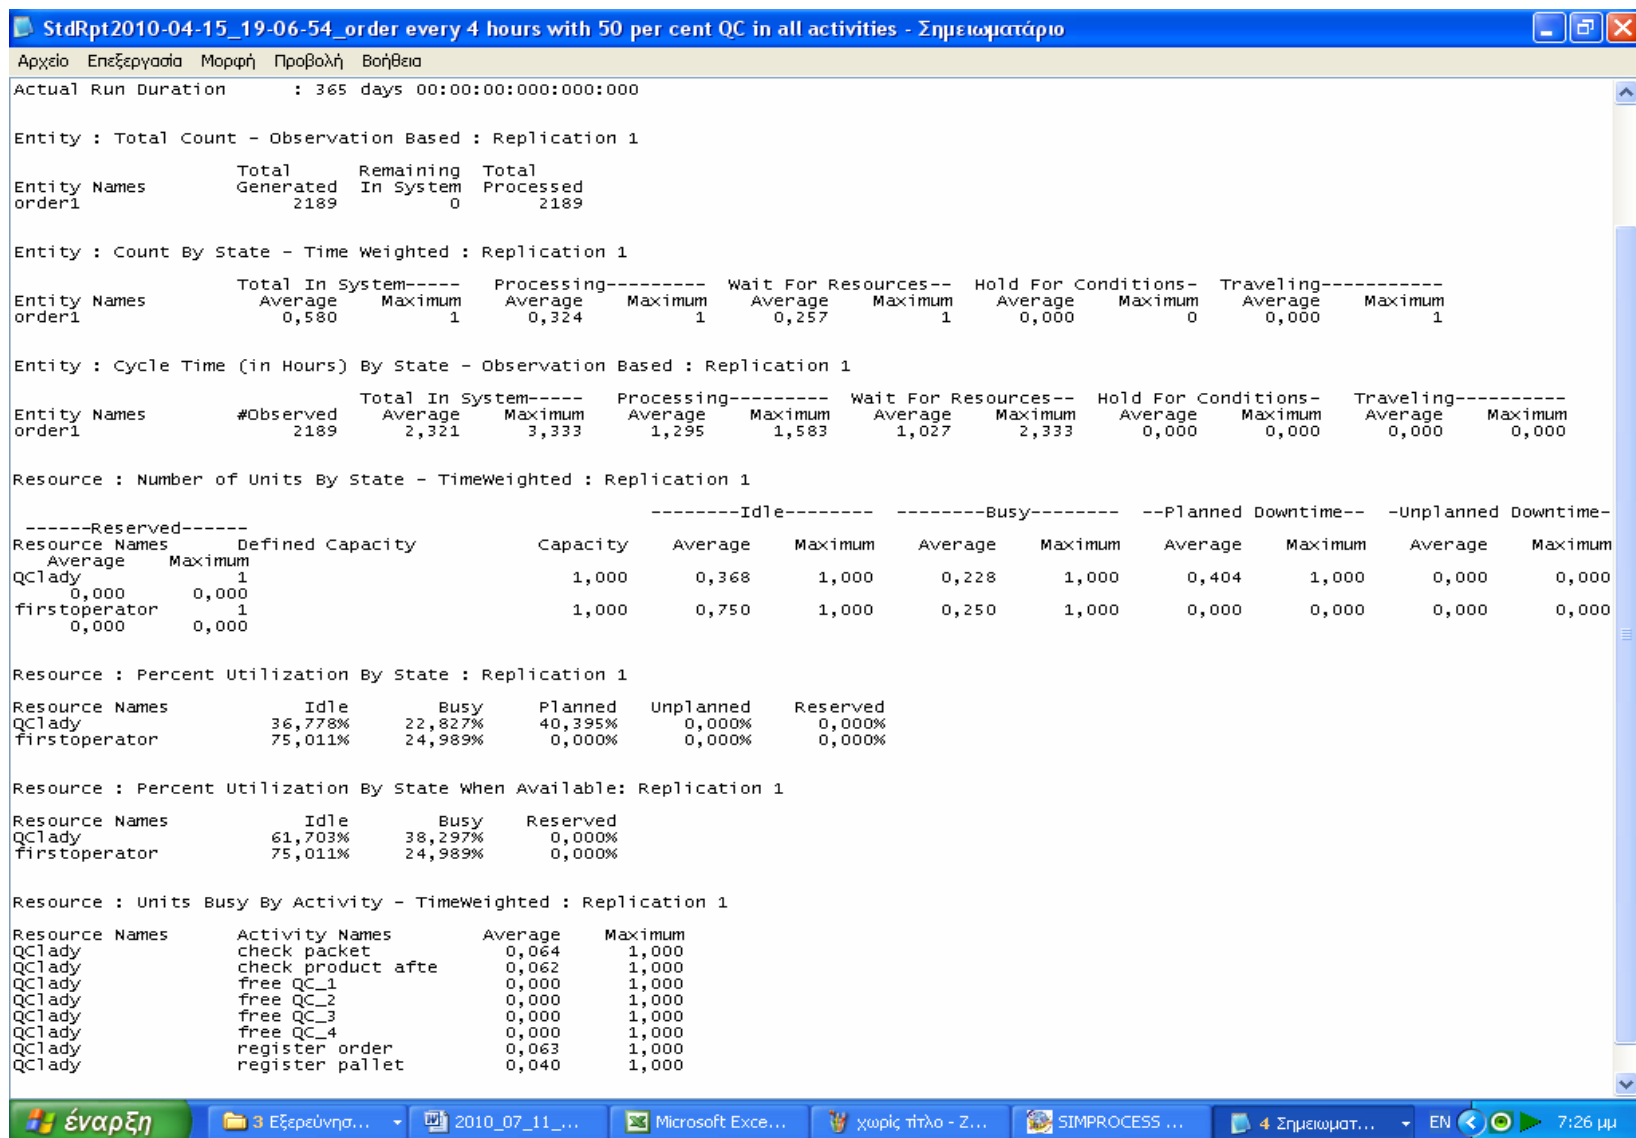 StdRpt2010-04-15_19-06-54_order every 4 hours with 50 per cent QC in all activities - Σημειωματάριο
Αρχείο Επεξεργασία Μορφή Προβολή Βοήθεια
Actual Run Duration : 365 days 00:00:00:000:000:000
Entity : Total Count - Observation Based : Replication 1
Total Remaining Total
Entity Names Generated In System Processed
order1 2189 0 2189
Entity : Count By State - Time Weighted : Replication 1
Total In System----- Processing--------- Wait For Resources-- Hold For Conditions- Traveling-----------
Entity Names Average Maximum Average Maximum Average Maximum Average Maximum Average Maximum
order1 0,580 1 0,324 1 0,257 1 0,000 0 0,000 1
Entity : Cycle Time (in Hours) By State - Observation Based : Replication 1
Total In System----- Processing--------- Wait For Resources-- Hold For Conditions- Traveling----------
Entity Names #Observed Average Maximum Average Maximum Average Maximum Average Maximum Average Maximum
order1 2189 2,321 3,333 1,295 1,583 1,027 2,333 0,000 0,000 0,000 0,000
Resource : Number of Units By State - TimeWeighted : Replication 1
--------Idle-------- --------Busy-------- --Planned Downtime-- -Unplanned Downtime-
------Reserved------
Resource Names Defined Capacity Capacity Average Maximum Average Maximum Average Maximum Average Maximum
Average Maximum
QClady 1 1,000 0,368 1,000 0,228 1,000 0,404 1,000 0,000 0,000
0,000 0,000
firstoperator 1 1,000 0,750 1,000 0,250 1,000 0,000 0,000 0,000 0,000
0,000 0,000
Resource : Percent Utilization By State : Replication 1
Resource Names Idle Busy Planned Unplanned Reserved
QClady 36,778% 22,827% 40,395% 0,000% 0,000%
firstoperator 75,011% 24,989% 0,000% 0,000% 0,000%
Resource : Percent Utilization By State When Available: Replication 1
Resource Names Idle Busy Reserved
QClady 61,703% 38,297% 0,000%
firstoperator 75,011% 24,989% 0,000%
Resource : Units Busy By Activity - TimeWeighted : Replication 1
Resource Names Activity Names Average Maximum
QClady check packet 0,064 1,000
QClady check product afte 0,062 1,000
QClady free QC_1 0,000 1,000
QClady free QC_2 0,000 1,000
QClady free QC_3 0,000 1,000
QClady free QC_4 0,000 1,000
QClady register order 0,063 1,000
QClady register pallet 0,040 1,000
έναρξη 3 Εξερεύνησ... 2010_07_11_... Microsoft Exce... χωρίς τίτλο - Ζ... SIMPROCESS ... 4 Σημειωματ... EN 7:26 μμ